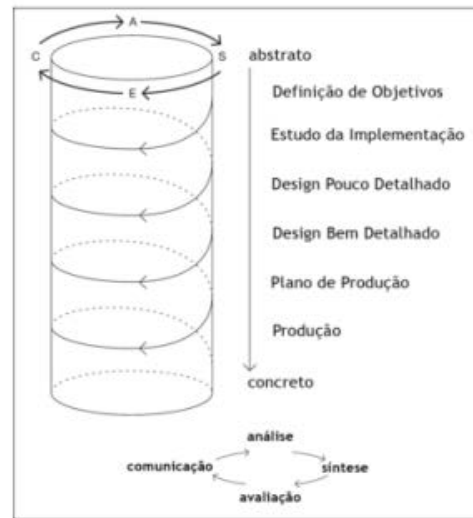 A
C
S
E
abstrato
Definição de Objetivos
Estudo da Implementação
Design Pouco Detalhado
Design Bem Detalhado
Plano de Produção
Produção
concreto
análise
comunicação
síntese
avaliação